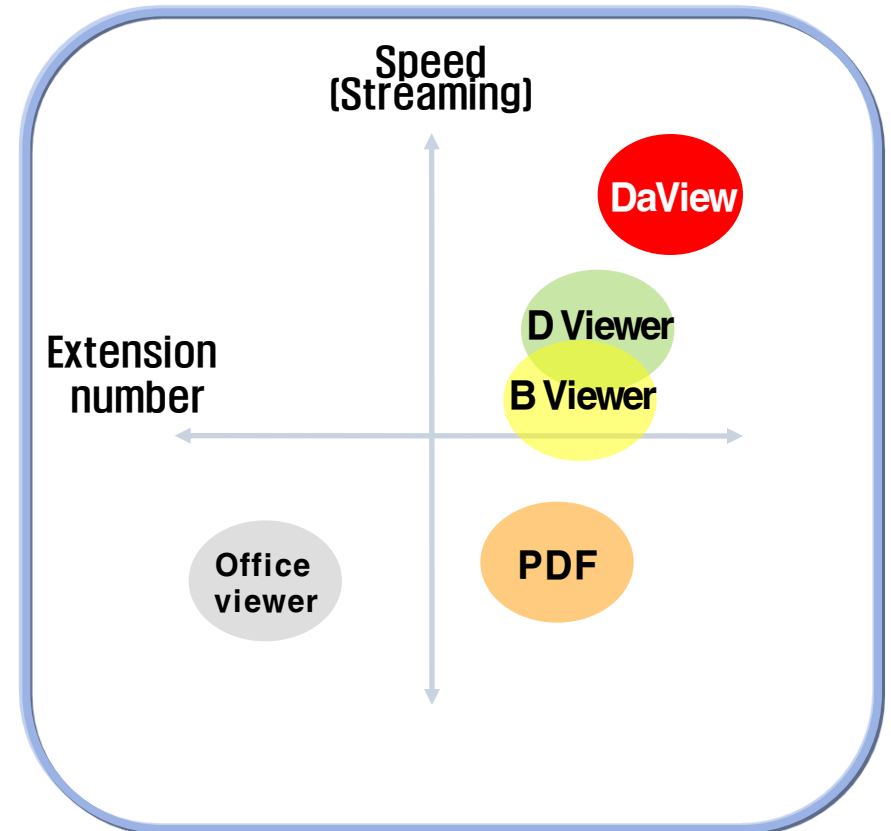 Speed
(Streaming)
DaView
D Viewer
Extension
number
B Viewer
Office
viewer
PDF